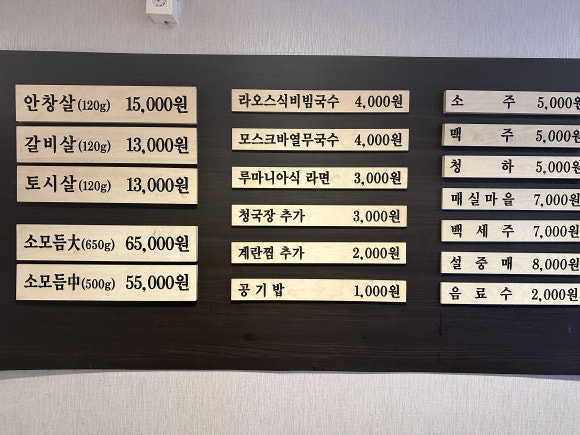 안창살(120g) 15,000원
갈비살(120g) 13,000원
토시살(120g) 13,000원
소모듬大(650g) 65,000원
소모듬中(500g) 55,000원
라오스식비빔국수 4,000원
모스크바열무국수 4,000원
루마니아식 라면 3,000원
청국장 추가 3,000원
계란찜 추가 2,000원
공기밥 1,000원
소주 5,000원
맥주 5,000원
청하 5,000원
매실마을 7,000원
백세주 7,000원
설중매 8,000원
음료수 2,000원